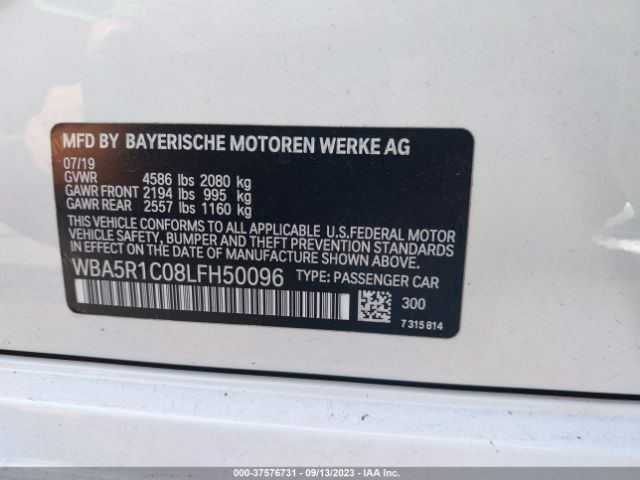 MFD BY BAYERISCHE MOTOREN WERKE AG
07/19
GVWR 4586 lbs 2080 kg
GAWR FRONT 2194 lbs 995 kg
GAWR REAR 2557 lbs 1160 kg
THIS VEHICLE CONFORMS TO ALL APPLICABLE U.S.FEDERAL MOTOR
VEHICLE SAFETY, BUMPER AND THEFT PREVENTION STANDARDS
IN EFFECT ON THE DATE OF MANUFACTURE SHOWN ABOVE.
WBA5R1C08LFH50096 TYPE: PASSENGER CAR
300
7 315 814
000-37576731 - 09/13/2023 - IAA Inc.